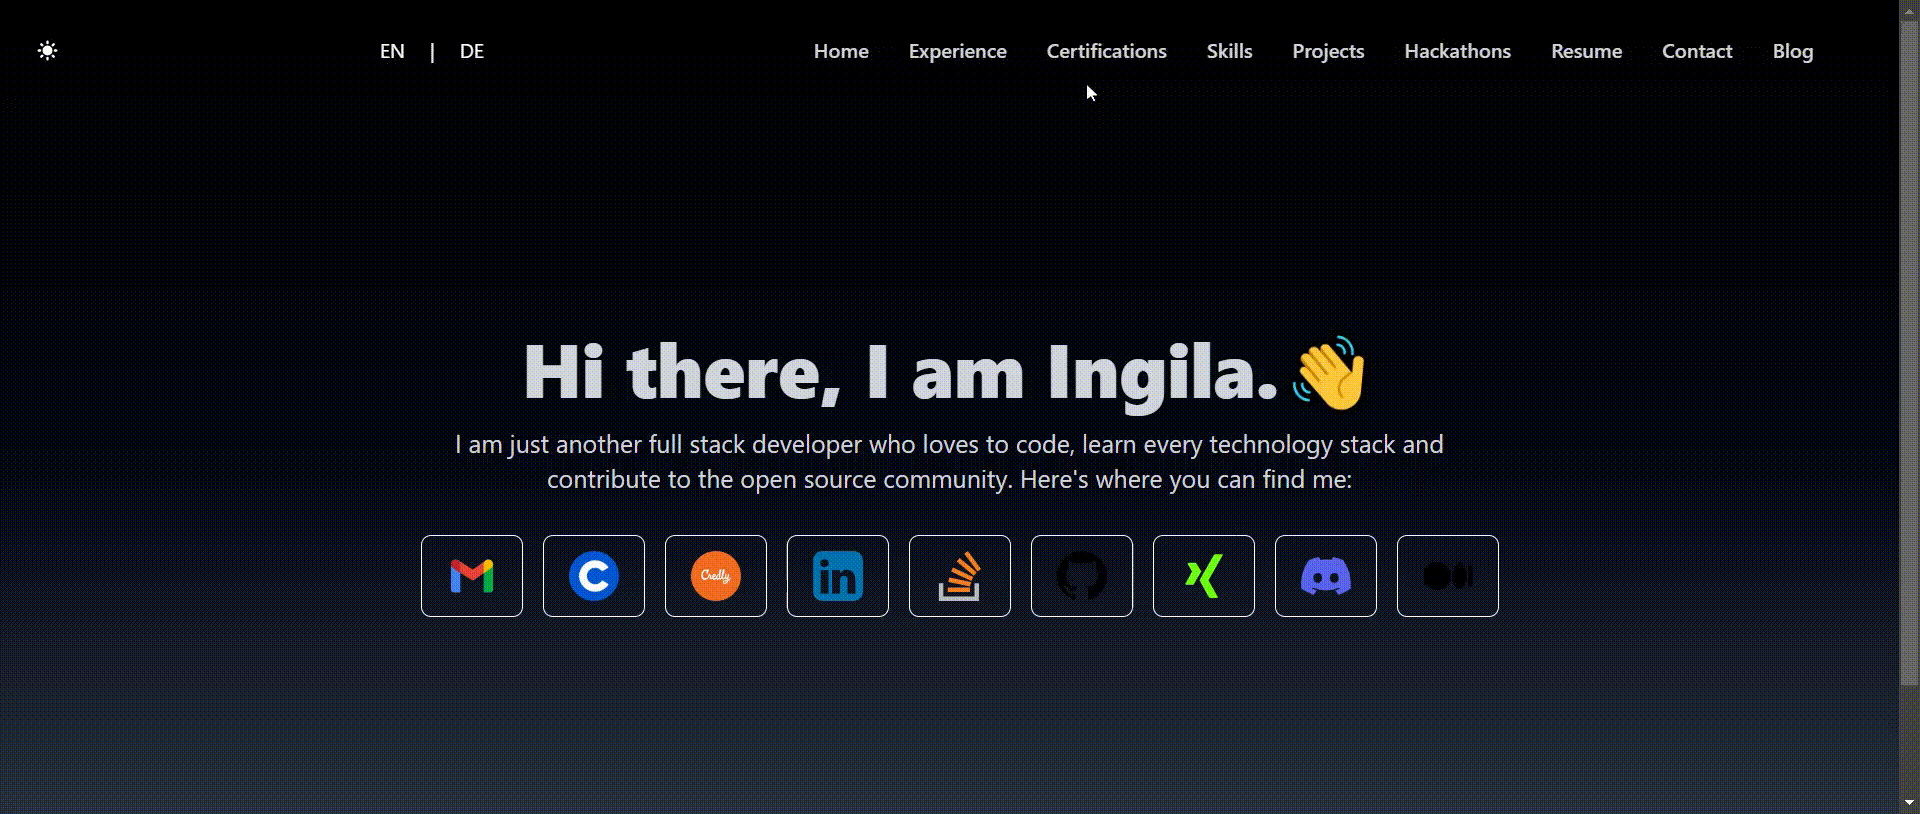 EN | DE
Home Experience Certifications Skills Projects Hackathons Resume Contact Blog
Hi there, I am Ingila.
I am just another full stack developer who loves to code, learn every technology stack and
contribute to the open source community. Here's where you can find me:
Credly
in